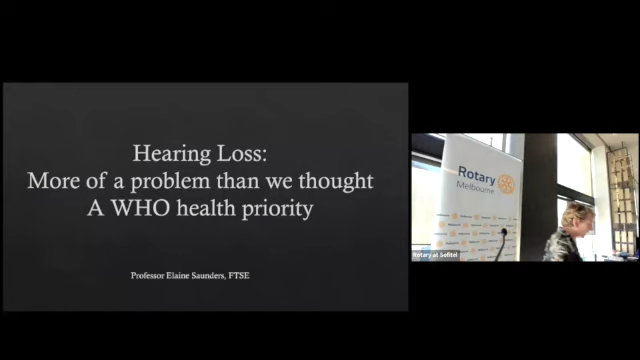 Hearing Loss:
More of a problem than we thought
A WHO health priority
Professor Elaine Saunders, FTSE
Rotary
Melbourne
Rotary at Sofitel